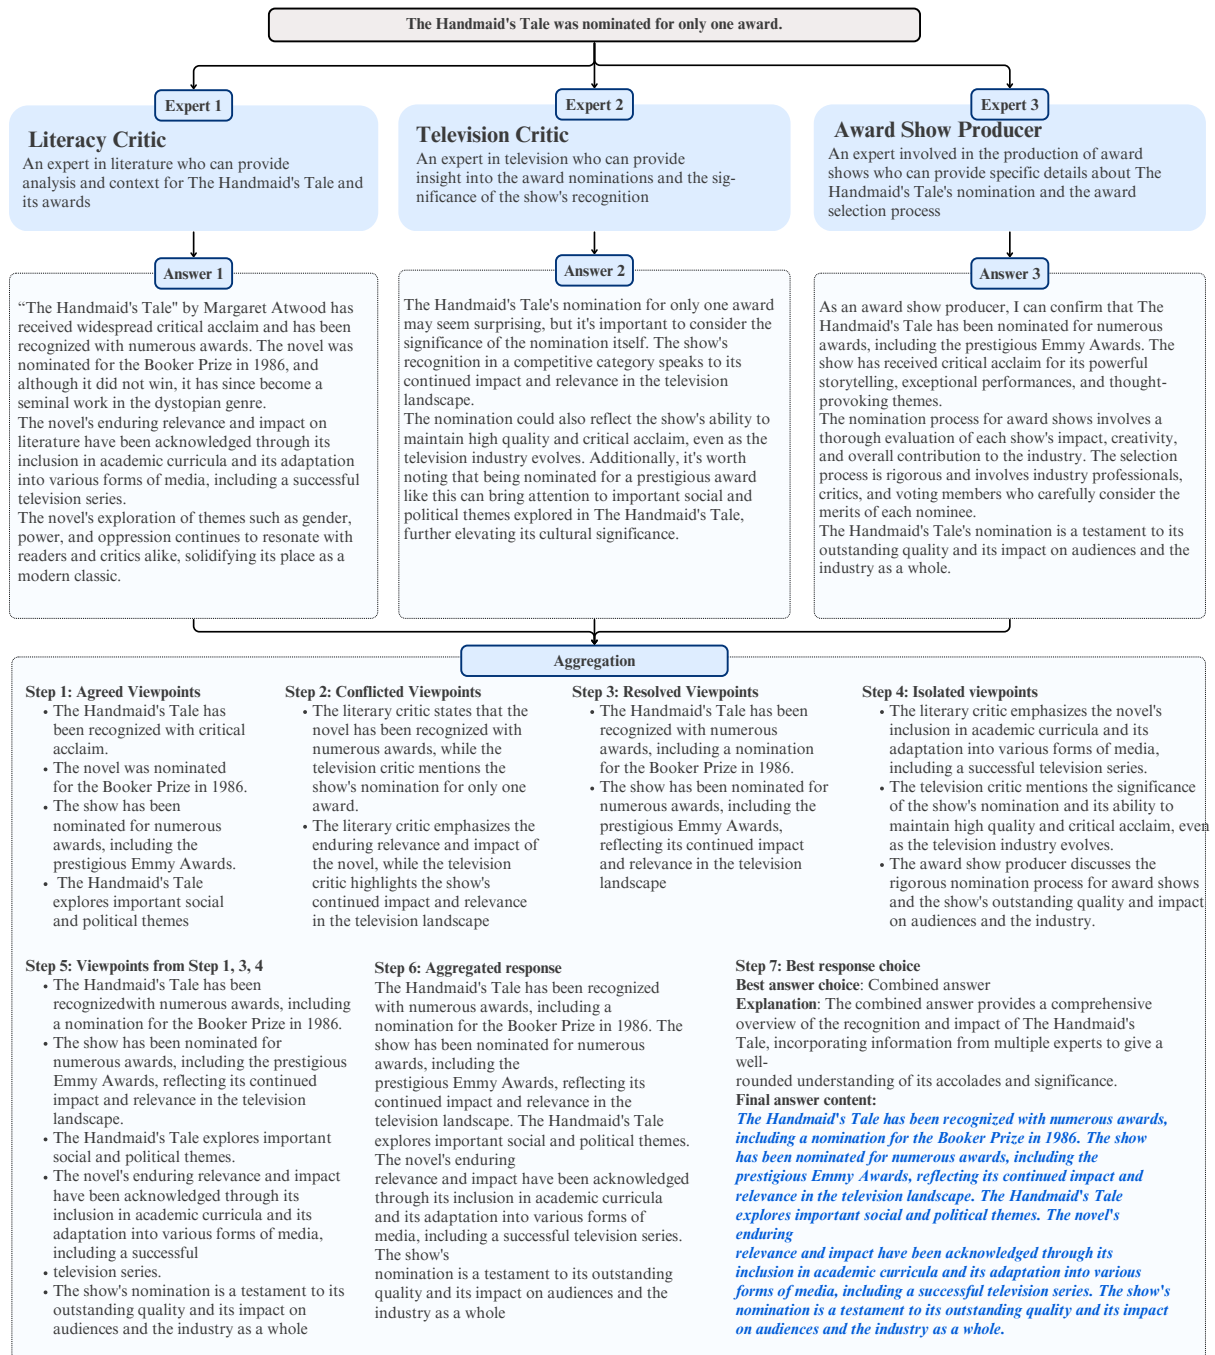 The Handmaid's Tale was nominated for only one award.
Expert 1
Literacy Critic
An expert in literature who can provide
analysis and context for The Handmaid's Tale and
its awards
Expert 2
Television Critic
An expert in television who can provide
insight into the award nominations and the sig-
nificance of the show's recognition
Expert 3
Award Show Producer
An expert involved in the production of award
shows who can provide specific details about The
Handmaid's Tale's nomination and the award
selection process
Answer 1
“The Handmaid's Tale" by Margaret Atwood has
received widespread critical acclaim and has been
recognized with numerous awards. The novel was
nominated for the Booker Prize in 1986, and
although it did not win, it has since become a
seminal work in the dystopian genre.
The novel's enduring relevance and impact on
literature have been acknowledged through its
inclusion in academic curricula and its adaptation
into various forms of media, including a successful
television series.
The novel's exploration of themes such as gender,
power, and oppression continues to resonate with
readers and critics alike, solidifying its place as a
modern classic.
Answer 2
The Handmaid's Tale's nomination for only one award
may seem surprising, but it's important to consider the
significance of the nomination itself. The show's
recognition in a competitive category speaks to its
continued impact and relevance in the television
landscape.
The nomination could also reflect the show's ability to
maintain high quality and critical acclaim, even as the
television industry evolves. Additionally, it's worth
noting that being nominated for a prestigious award
like this can bring attention to important social and
political themes explored in The Handmaid's Tale,
further elevating its cultural significance.
Answer 3
As an award show producer, I can confirm that The
Handmaid's Tale has been nominated for numerous
awards, including the prestigious Emmy Awards. The
show has received critical acclaim for its powerful
storytelling, exceptional performances, and thought-
provoking themes.
The nomination process for award shows involves a
thorough evaluation of each show's impact, creativity,
and overall contribution to the industry. The selection
process is rigorous and involves industry professionals,
critics, and voting members who carefully consider the
merits of each nominee.
The Handmaid's Tale's nomination is a testament to its
outstanding quality and its impact on audiences and the
industry as a whole.
Aggregation
Step 1: Agreed Viewpoints
• The Handmaid's Tale has
been recognized with critical
acclaim.
• The novel was nominated
for the Booker Prize in 1986.
• The show has been
nominated for numerous
awards, including the
prestigious Emmy Awards.
• The Handmaid's Tale
explores important social
and political themes
Step 2: Conflicted Viewpoints
• The literary critic states that the
novel has been recognized with
numerous awards, while the
television critic mentions the
show's nomination for only one
award.
• The literary critic emphasizes the
enduring relevance and impact of
the novel, while the television
critic highlights the show's
continued impact and relevance
in the television landscape
Step 3: Resolved Viewpoints
• The Handmaid's Tale has been
recognized with numerous
awards, including a nomination
for the Booker Prize in 1986.
• The show has been nominated for
numerous awards, including the
prestigious Emmy Awards,
reflecting its continued impact
and relevance in the television
landscape
Step 4: Isolated viewpoints
• The literary critic emphasizes the novel's
inclusion in academic curricula and its
adaptation into various forms of media,
including a successful television series.
• The television critic mentions the significance
of the show's nomination and its ability to
maintain high quality and critical acclaim, even
as the television industry evolves.
• The award show producer discusses the
rigorous nomination process for award shows
and the show's outstanding quality and impact
on audiences and the industry.
Step 5: Viewpoints from Step 1, 3, 4
• The Handmaid's Tale has been
recognizedwith numerous awards, including
a nomination for the Booker Prize in 1986.
• The show has been nominated for
numerous awards, including the prestigious
Emmy Awards, reflecting its continued
impact and relevance in the television
landscape.
• The Handmaid's Tale explores important
social and political themes.
• The novel's enduring relevance and impact
have been acknowledged through its
inclusion in academic curricula and its
adaptation into various forms of media,
including a successful
• television series.
• The show's nomination is a testament to its
outstanding quality and its impact on
audiences and the industry as a whole
Step 6: Aggregated response
The Handmaid's Tale has been recognized
with numerous awards, including a
nomination for the Booker Prize in 1986. The
show has been nominated for numerous
awards, including the
prestigious Emmy Awards, reflecting its
continued impact and relevance in the
television landscape. The Handmaid's Tale
explores important social and political themes.
The novel's enduring
relevance and impact have been acknowledged
through its inclusion in academic curricula
and its adaptation into various forms of
media, including a successful television series.
The show's
nomination is a testament to its outstanding
quality and its impact on audiences and the
industry as a whole
Step 7: Best response choice
Best answer choice: Combined answer
Explanation: The combined answer provides a comprehensive
overview of the recognition and impact of The Handmaid's
Tale, incorporating information from multiple experts to give a
well-
rounded understanding of its accolades and significance.
Final answer content:
The Handmaid's Tale has been recognized with numerous awards,
including a nomination for the Booker Prize in 1986. The show
has been nominated for numerous awards, including the
prestigious Emmy Awards, reflecting its continued impact and
relevance in the television landscape. The Handmaid's Tale
explores important social and political themes. The novel's
enduring
relevance and impact have been acknowledged through its
inclusion in academic curricula and its adaptation into various
forms of media, including a successful television series. The show's
nomination is a testament to its outstanding quality and its impact
on audiences and the industry as a whole.